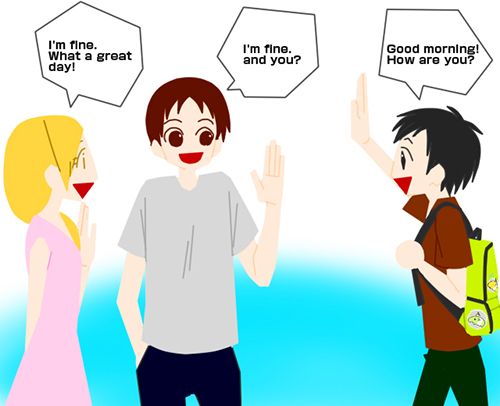 I'm fine.
What a great
day!
I'm fine.
and you?
Good morning!
How are you?